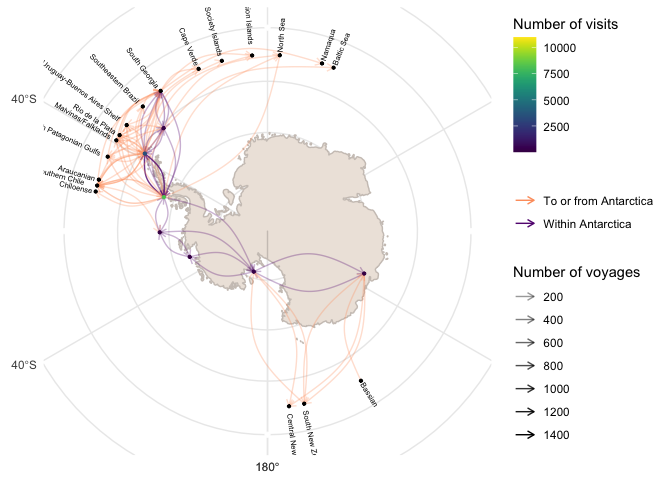 Society Islands
ion Islands
North Sea
Cape Verde
Namaqua
Baltic Sea
South Georgia
Southeastern Brazil
Uruguay-Buenos Aires Shelf
40°S
Rio de la Plata
Malvinas/Falklands
n Patagonian Gulfs
Araucanian
uthern Chile
Chiloense
40°S
Bassian
Central New
South New Z
180°
Number of visits
10000
7500
5000
2500
To or from Antarctica
Within Antarctica
Number of voyages
200
400
600
800
1000
1200
1400